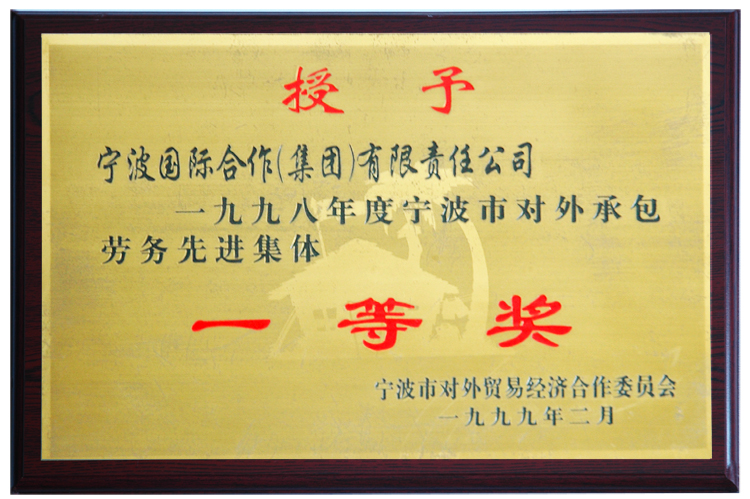 授予
宁波国际合作(集团)有限责任公司
一九九八年度宁波市对外承包
劳务先进集体
一等奖
宁波市对外贸易经济合作委员会
一九九九年二月